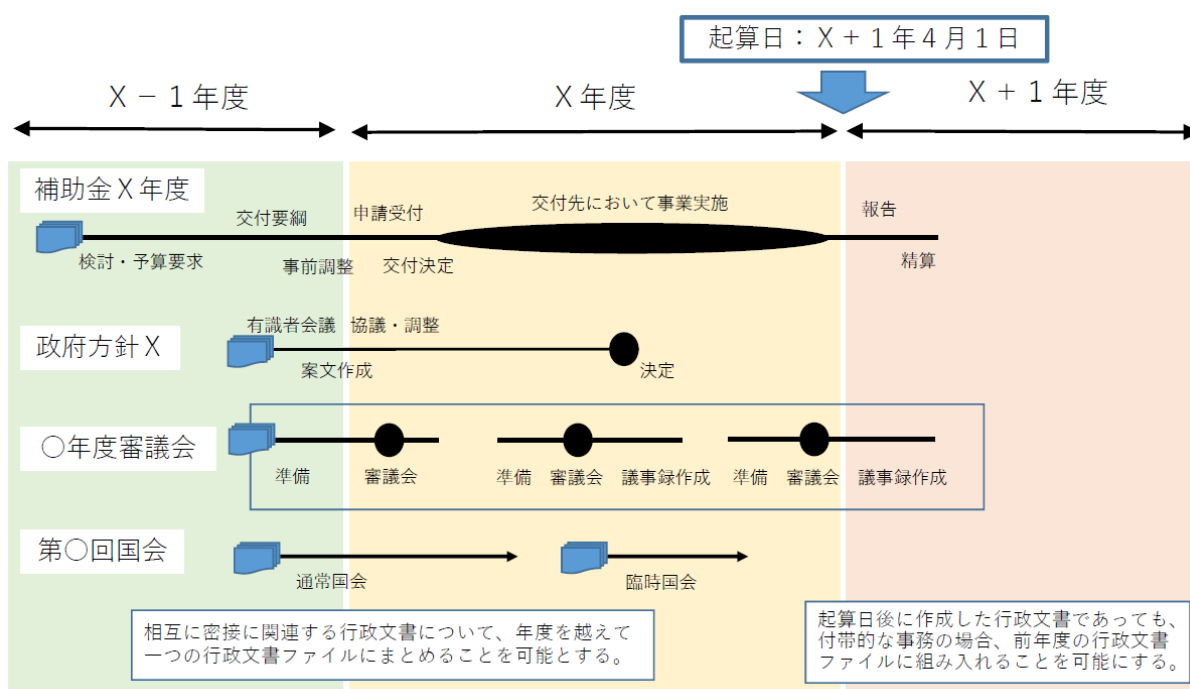 起算日：Ⅹ＋１年４月１日
Ⅹ－１年度
Ⅹ年度
Ⅹ＋１年度
補助金Ⅹ年度
交付要綱
申請受付
交付先において事業実施
報告
検討・予算要求
事前調整
交付決定
精算
政府方針Ⅹ
有識者会議
協議・調整
案文作成
決定
〇年度審議会
準備
審議会
準備
審議会
議事録作成
準備
審議会
議事録作成
第〇回国会
通常国会
臨時国会
相互に密接に関連する行政文書について、年度を越えて
一つの行政文書ファイルにまとめることを可能とする。
起算日後に作成した行政文書であっても、
付帯的な事務の場合、前年度の行政文書
ファイルに組み入れることを可能にする。